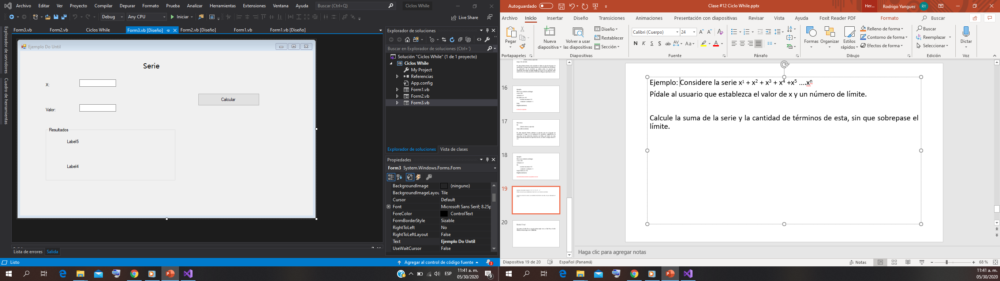 Archivo Editar Ver Proyecto Compilar Depurar Formato Prueba Analizar Herramientas Extensiones Ventana Ayuda Buscar (Ctrl+Q) Ciclos While
Debug Any CPU Iniciar Live Share
Form3.vb Form2.vb Ciclos While Form3.vb [Diseño] Form2.vb [Diseño] Form1.vb Form1.vb [Diseño]
Explorador de servidores
Cuadro de herramientas
Ejemplo Do Until
Serie
X:
Calcular
Valor:
Resultados
Label5
Label4
Explorador de soluciones
Buscar en Explorador de soluciones (Ctrl+´)
Solución "Ciclos While" (1 de 1 proyecto)
Ciclos While
My Project
Referencias
App.config
Form1.vb
Form2.vb
Form3.vb
Explorador de soluciones Vista de clases
Propiedades
Form3 System.Windows.Forms.Form
BackgroundImage (ninguno)
BackgroundImageLayou Tile
Cursor Default
Font Microsoft Sans Serif; 8.25p
ForeColor ControlText
FormBorderStyle Sizable
RightToLeft No
RightToLeftLayout False
Text Ejemplo Do Until
UseWaitCursor False
Lista de errores Salida
Listo Agregar al control de código fuente 3
ESP 11:41 a. m. 05/30/2020 9
Autoguardado Clase #12 Ciclo While.pptx Her... Rodrigo Yanguez RY
Archivo Inicio Insertar Diseño Transiciones Animaciones Presentación con diapositivas Revisar Vista Ayuda Foxit Reader PDF Formato Buscar
Pegar
Portapapeles
Nueva diapositiva
Volver a usar las diapositivas
Diseño
Restablecer
Sección
Diapositivas
Calibri (Cuerpo) 24
N K S S ab AV Aa A
Fuente
Párrafo
Formas Organizar Estilos rápidos
Relleno de forma
Contorno de forma
Efectos de forma
Dibujo
Buscar
Reemplazar
Seleccionar
Edición
Dictar
Voz
16
17
18
19
20
Ejemplo: Considere la serie x¹ + x² + x³ + x⁴ +x⁵ ….xⁿ
Pídale al usuario que establezca el valor de x y un número de límite.
Calcule la suma de la serie y la cantidad de términos de esta, sin que sobrepase el
límite.
Haga clic para agregar notas
Diapositiva 19 de 20 Español (Panamá) Notas 68 %
11:41 a. m.
05/30/2020